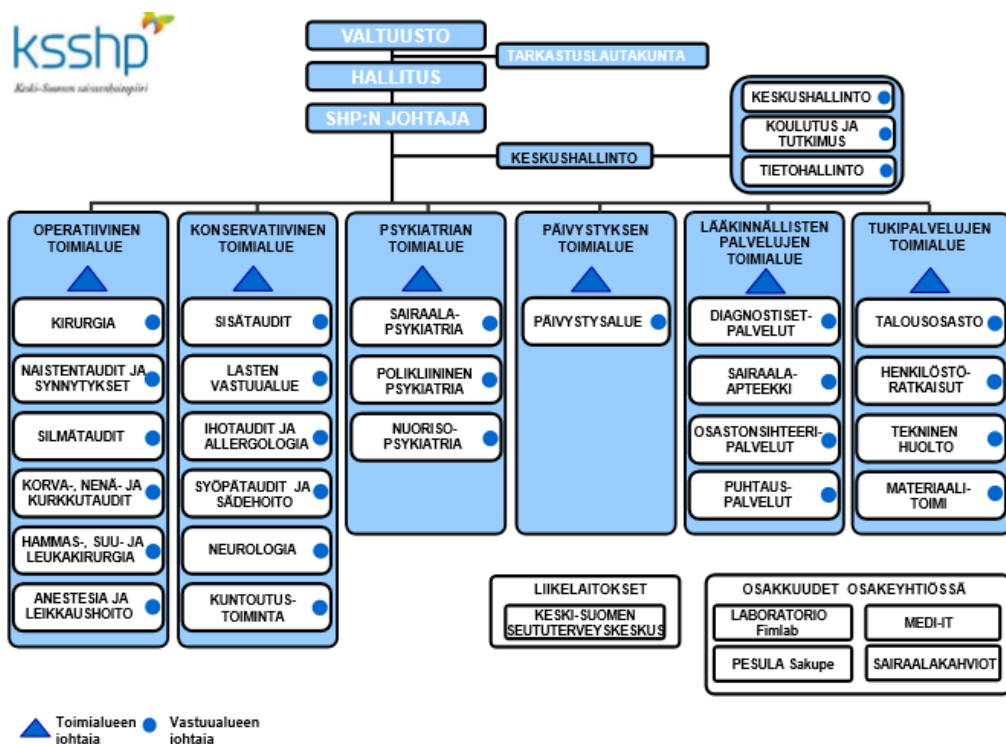 ksshp
Keski-Suomen sairaanhoitopiiri
VALTUUSTO
TARKASTUSLAUTAKUNTA
HALLITUS
SHP:N JOHTAJA
KESKUSHALLINTO
KESKUSHALLINTO
KOULUTUS JA
TUTKIMUS
TIETOHALLINTO
OPERATIIVINEN
TOIMIALUE
KIRURGIA
NAISTENTAUDIT JA
SYNNYTYKSET
SILMÄTAUDIT
KORVA-, NENÄ- JA
KURKKUTAUDIT
HAMMAS-, SUU- JA
LEUKAKIRURGIA
ANESTESIA JA
LEIKKAUSHOITO
KONSERVATIIVINEN
TOIMIALUE
SISÄTAUDIT
LASTEN
VASTUUALUE
IHOTAUDIT JA
ALLERGOLOGIA
SYÖPÄTAUDIT JA
SÄDEHOITO
NEUROLOGIA
KUNTOUTUS-
TOIMINTA
PSYKIATRIAN
TOIMIALUE
SAIRAALA-
PSYKIATRIA
POLIKLIININEN
PSYKIATRIA
NUORISO-
PSYKIATRIA
PÄIVYSTYKSEN
TOIMIALUE
PÄIVYSTYSALUE
LÄÄKINNÄLLISTEN
PALVELUJEN
TOIMIALUE
DIAGNOSTISET-
PALVELUT
SAIRAALA-
APTEEKKI
OSASTONSIHTEERI-
PALVELUT
PUHTAUS-
PALVELUT
TUKIPALVELUJEN
TOIMIALUE
TALOUSOSASTO
HENKILÖSTÖ-
RATKAISUT
TEKNINEN
HUOLTO
MATERIAALI-
TOIMI
LIIKELAITOKSET
KESKI-SUOMEN
SEUTUTERVEYSKESKUS
OSAKKUUDET OSAKEYHTIÖSSÄ
LABORATORIO
Fimlab
MEDI-IT
PESULA Sakupe
SAIRAALAKAHVIOT
Toimialueen
johtaja
Vastuualueen
johtaja